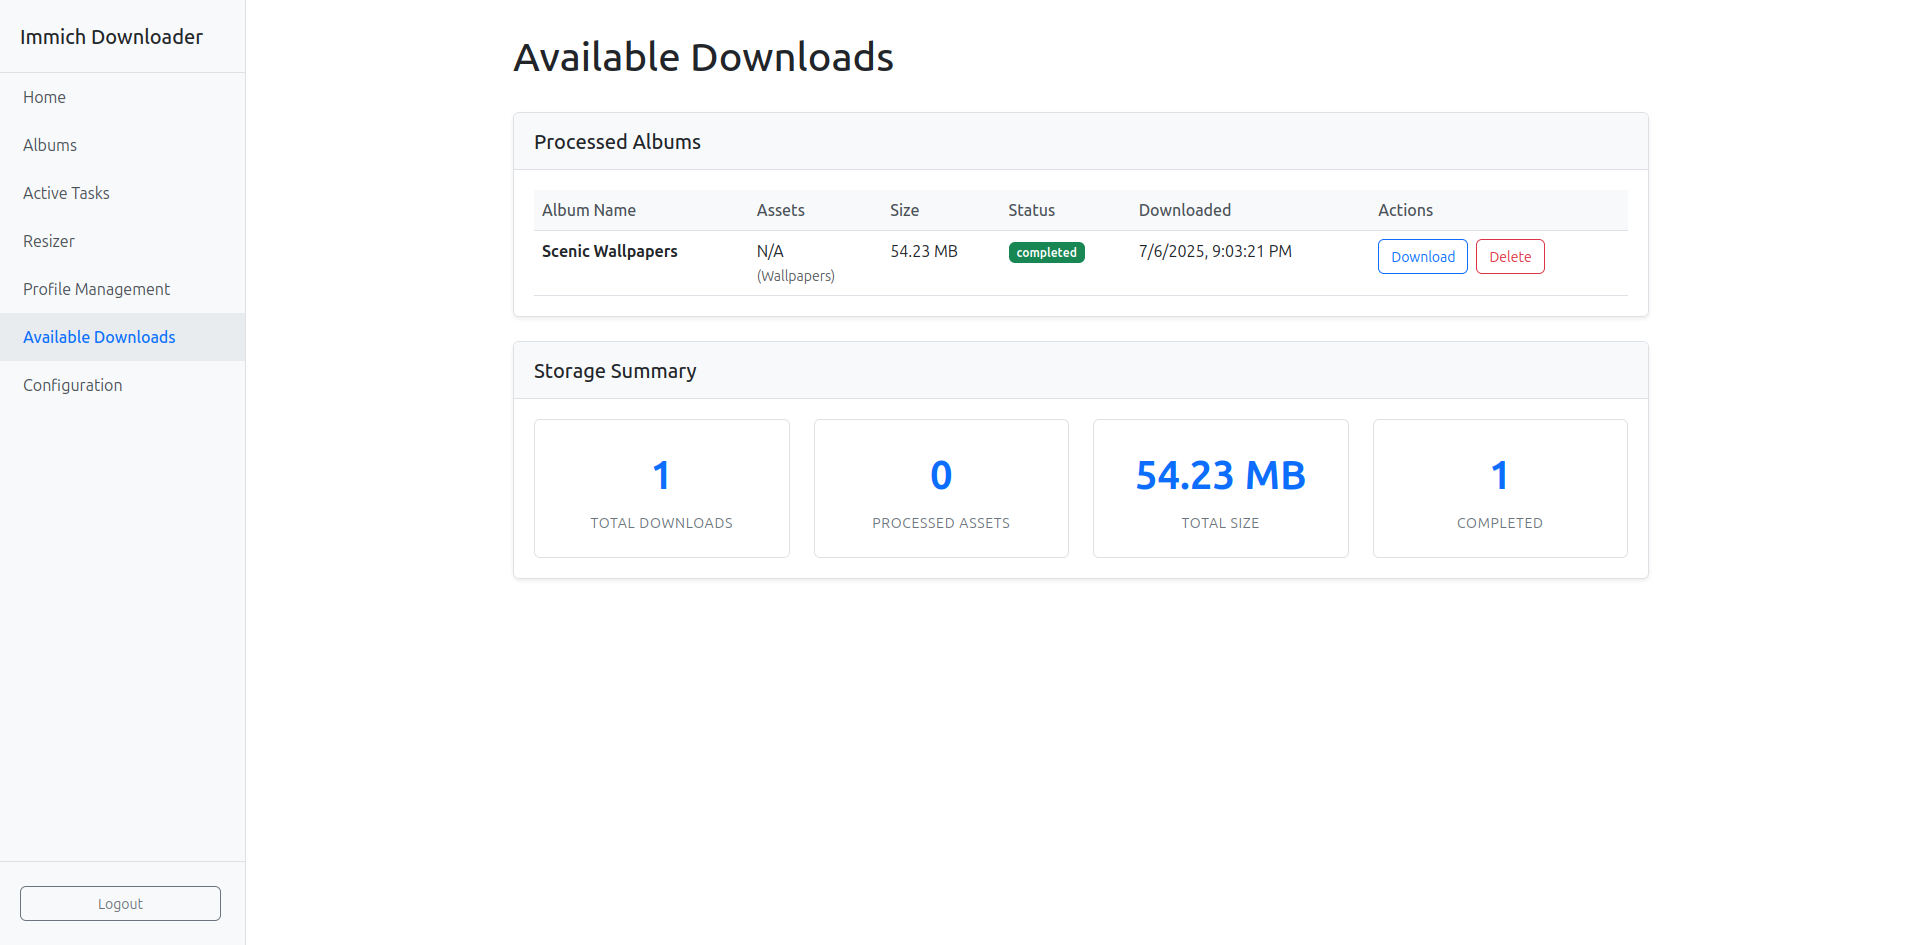 Immich Downloader
Home
Albums
Active Tasks
Resizer
Profile Management
Available Downloads
Configuration
Logout
Available Downloads
Processed Albums
Album Name Assets Size Status Downloaded Actions
Scenic Wallpapers N/A 54.23 MB completed 7/6/2025, 9:03:21 PM Download Delete
(Wallpapers)
Storage Summary
1 0 54.23 MB 1
TOTAL DOWNLOADS PROCESSED ASSETS TOTAL SIZE COMPLETED